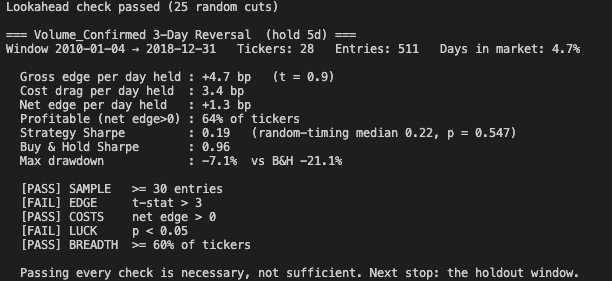 Lookahead check passed (25 random cuts)
=== Volume_Confirmed 3-Day Reversal  (hold 5d) ===
Window 2010-01-04 → 2018-12-31   Tickers: 28   Entries: 511   Days in market: 4.7%
Gross edge per day held : +4.7 bp   (t = 0.9)
Cost drag per day held  : 3.4 bp
Net edge per day held   : +1.3 bp
Profitable (net edge>0) : 64% of tickers
Strategy Sharpe         : 0.19   (random-timing median 0.22, p = 0.547)
Buy & Hold Sharpe       : 0.96
Max drawdown            : -7.1%  vs B&H -21.1%
[PASS] SAMPLE   >= 30 entries
[FAIL] EDGE     t-stat > 3
[PASS] COSTS    net edge > 0
[FAIL] LUCK     p < 0.05
[PASS] BREADTH  >= 60% of tickers
Passing every check is necessary, not sufficient. Next stop: the holdout window.